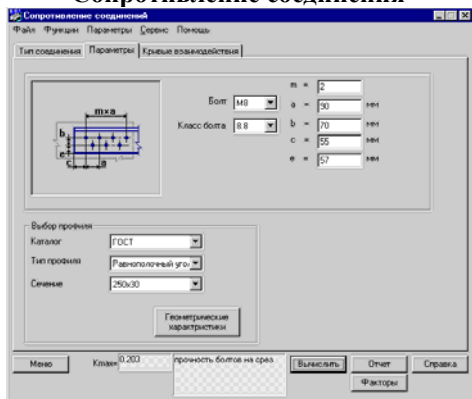 Сопротивление соединений
Сопротивление соединений
Файл Функции Параметры Сервис Помощь
Тип соединения Параметры Кривые взаимодействия
m×a
b
e
c a
Болт M8
Класс болта 8.8
m = 2
a = 90 мм
b = 70 мм
c = 55 мм
e = 57 мм
Выбор профиля
Каталог ГОСТ
Тип профиля Равнополочный уго
Сечение 250x30
Геометрические
характристики
Меню Kmax= 0.203 прочность болтов на срез Вычислить Отчет Справка
Факторы